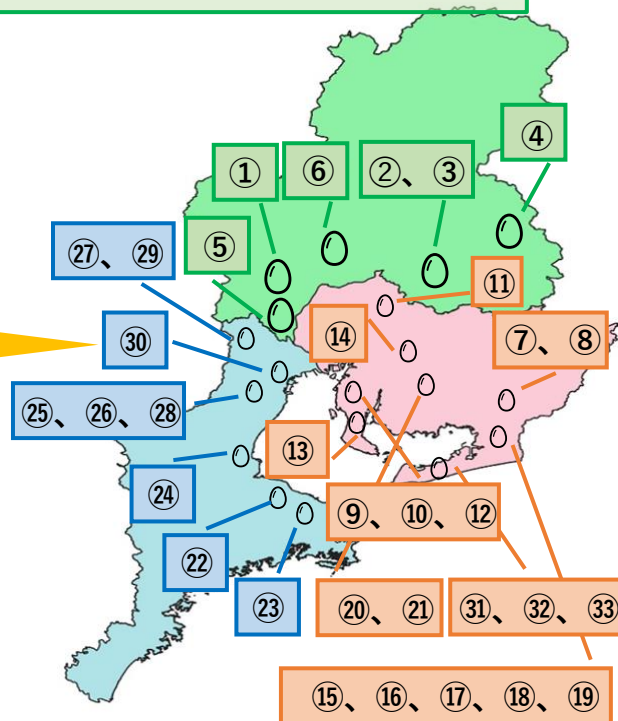 ④
① ⑥ ②、 ③
⑤
㉗、 ㉙
⑪
⑭
⑦、 ⑧
㉚
㉕、 ㉖、 ㉘
⑬
㉔
⑨、 ⑩、 ⑫
㉒
㉓
⑳、 ㉑
㉛、 ㉜、 ㉝
⑮、 ⑯、 ⑰、 ⑱、 ⑲